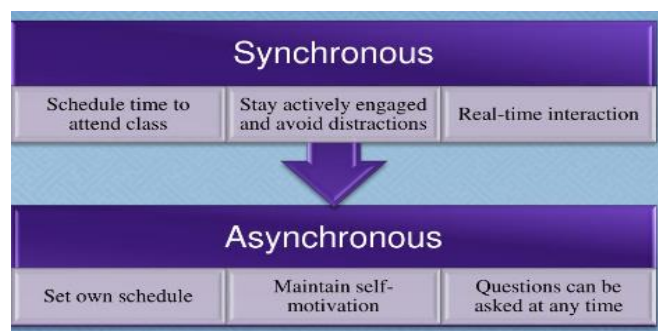 Synchronous
Schedule time to
attend class
Stay actively engaged
and avoid distractions
Real-time interaction
Asynchronous
Set own schedule
Maintain self-
motivation
Questions can be
asked at any time